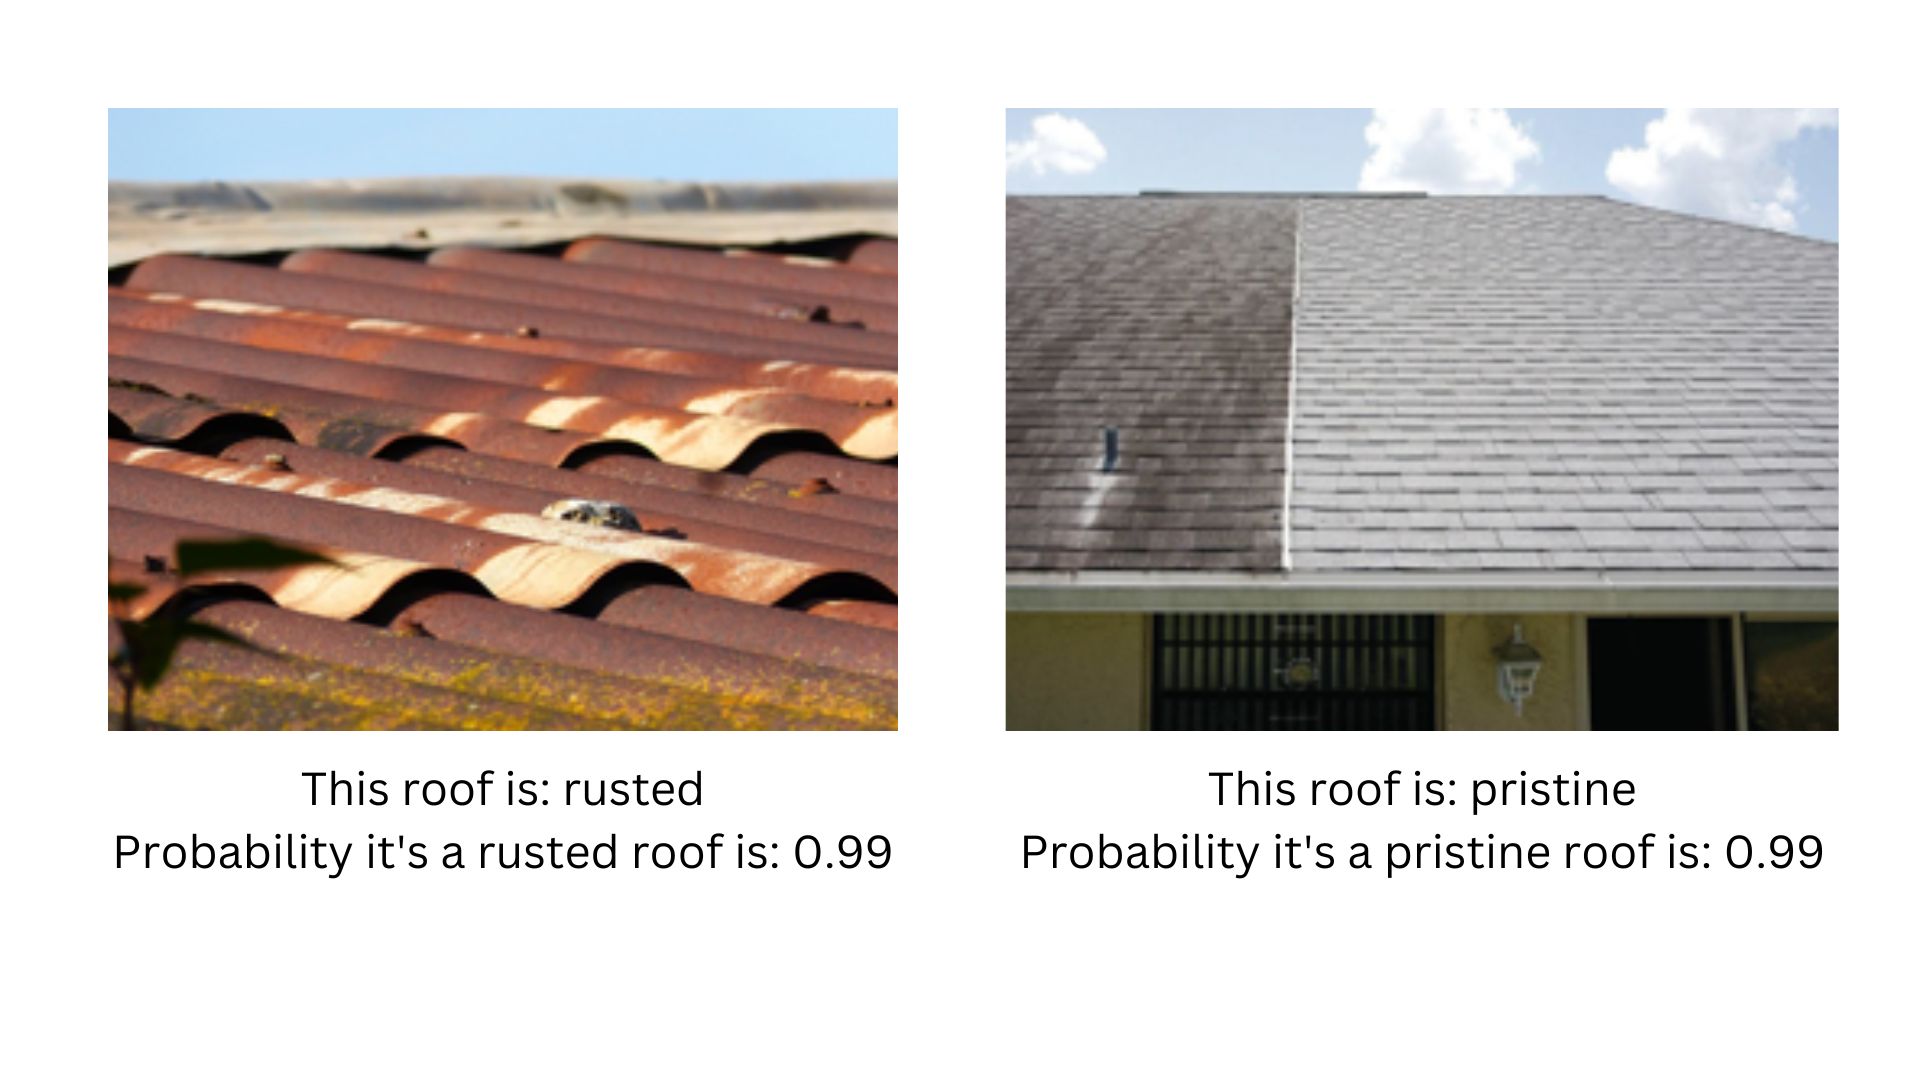 This roof is: rusted
Probability it's a rusted roof is: 0.99
This roof is: pristine
Probability it's a pristine roof is: 0.99